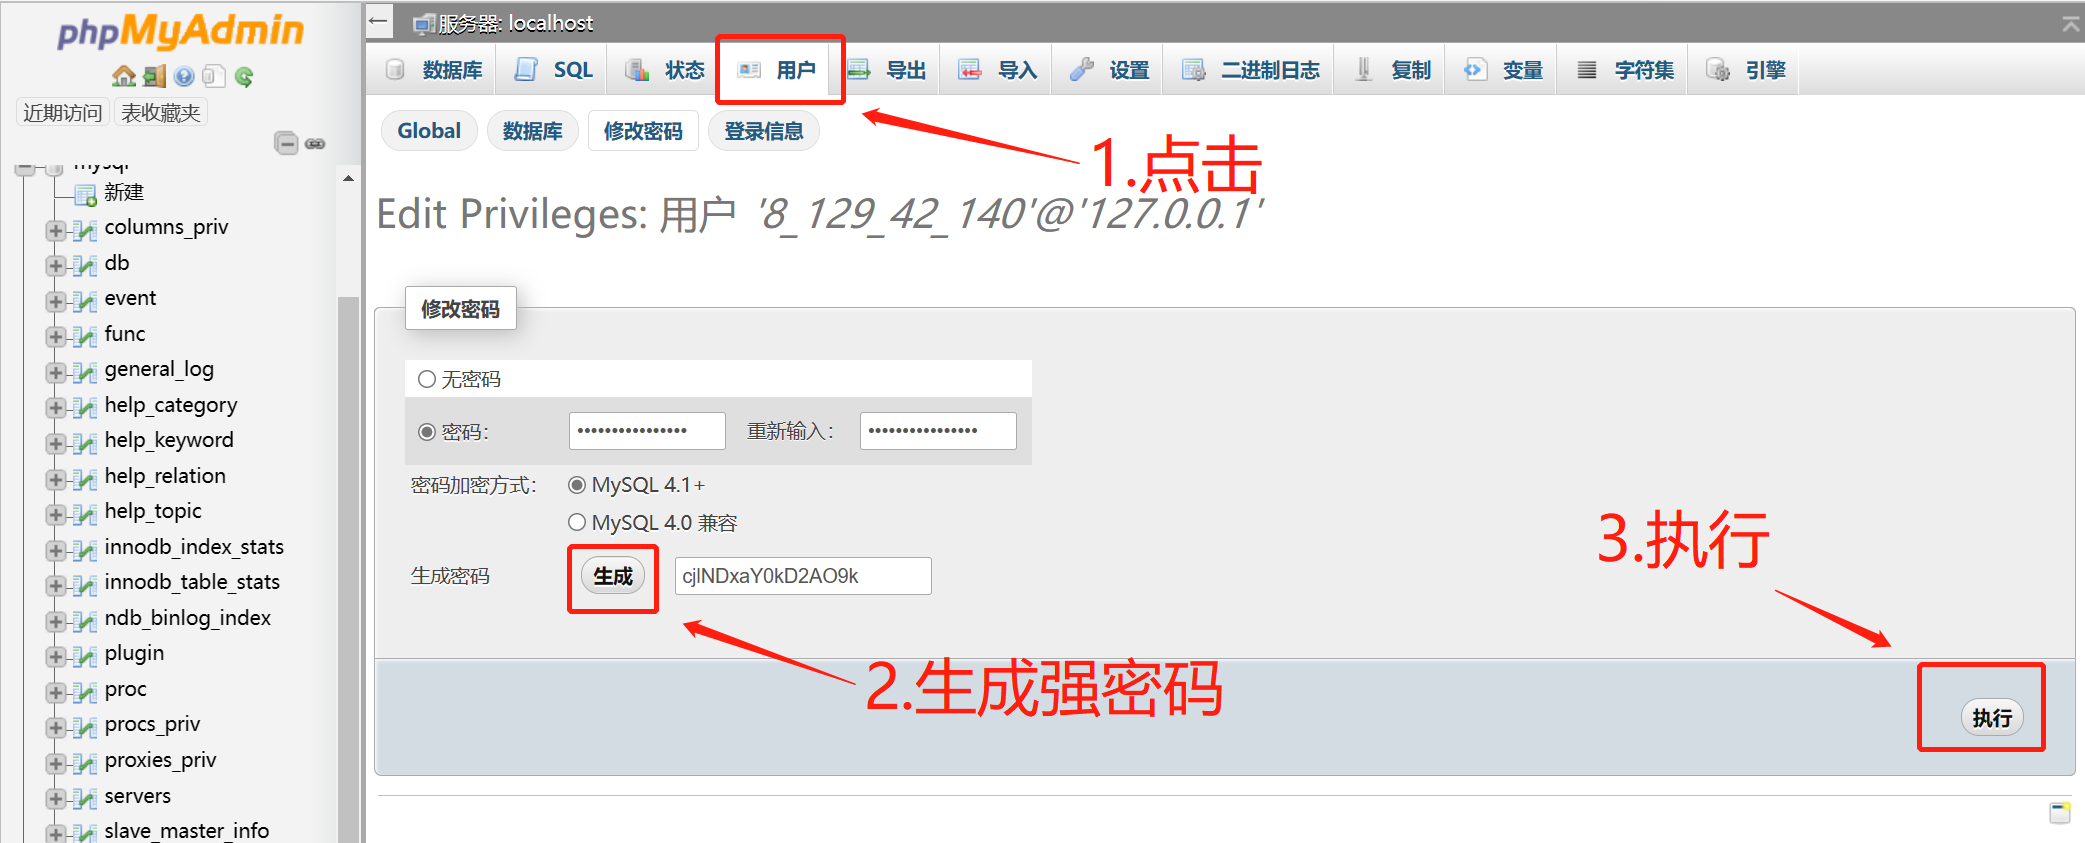 phpMyAdmin
近期访问 表收藏夹
mysql
新建
columns_priv
db
event
func
general_log
help_category
help_keyword
help_relation
help_topic
innodb_index_stats
innodb_table_stats
ndb_binlog_index
plugin
proc
procs_priv
proxies_priv
servers
slave_master_info
服务器: localhost
数据库 SQL 状态 用户 导出 导入 设置 二进制日志 复制 变量 字符集 引擎
Global 数据库 修改密码 登录信息
1.点击
Edit Privileges: 用户 '8_129_42_140'@'127.0.0.1'
修改密码
无密码
密码: •••••••••••••••• 重新输入: ••••••••••••••••
密码加密方式: MySQL 4.1+
MySQL 4.0 兼容
生成密码 生成 cjlNDxaY0kD2AO9k
3.执行
2.生成强密码
执行